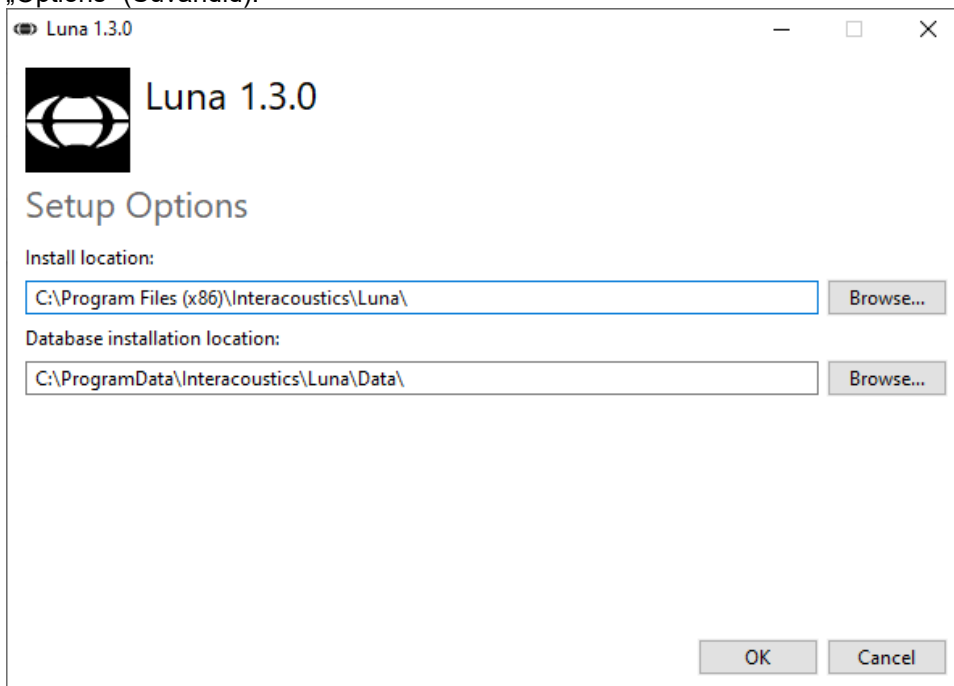 „Options“ (Suvandid).
Luna 1.3.0
Luna 1.3.0
Setup Options
Install location:
C:\Program Files (x86)\Interacoustics\Luna\
Browse...
Database installation location:
C:\ProgramData\Interacoustics\Luna\Data\
Browse...
OK
Cancel